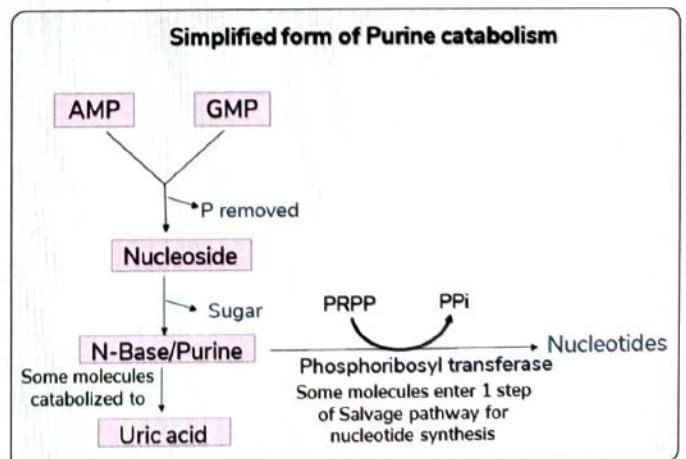 Simplified form of Purine catabolism
AMP
GMP
P removed
Nucleoside
Sugar
PRPP
PPi
N-Base/Purine
Nucleotides
Phosphoribosyl transferase
Some molecules
catabolized to
Some molecules enter 1 step
of Salvage pathway for
nucleotide synthesis
Uric acid